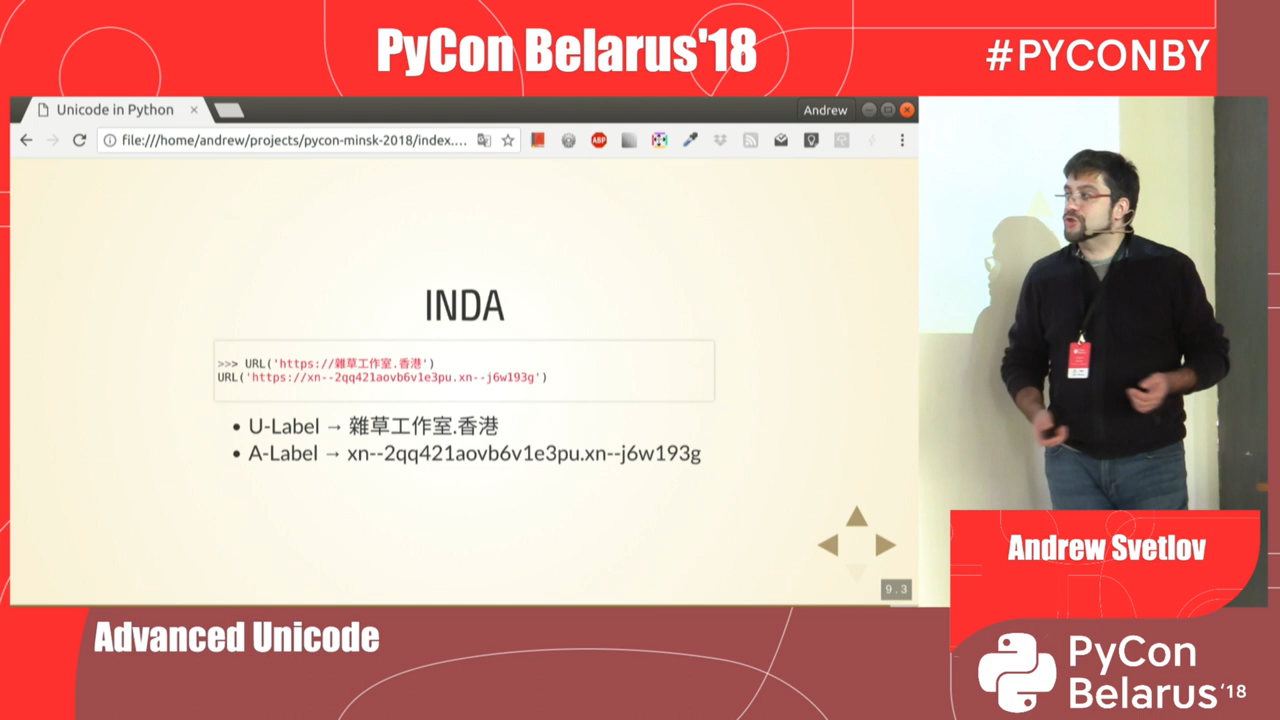 PyCon Belarus'18
#PYCONBY
Unicode in Python
Andrew
file:///home/andrew/projects/pycon-minsk-2018/index....
ABP
INDA
>>> URL('https://雜草工作室.香港')
URL('https://xn--2qq421aovb6v1e3pu.xn--j6w193g')
• U-Label → 雜草工作室.香港
• A-Label → xn--2qq421aovb6v1e3pu.xn--j6w193g
9.3
Andrew Svetlov
Advanced Unicode
PyCon
Belarus'18